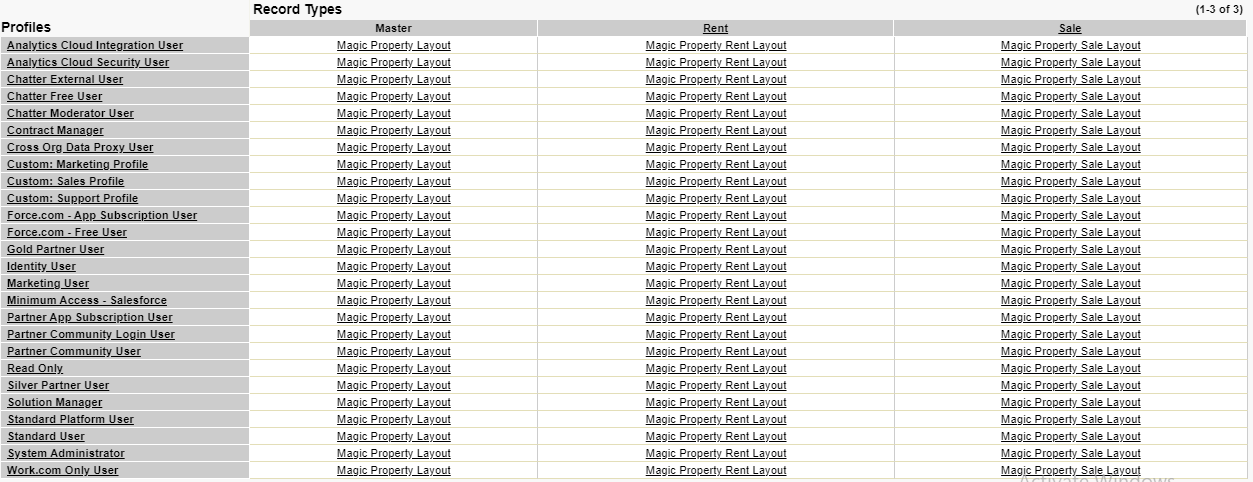 Record Types (1-3 of 3)
Profiles Master Rent Sale
Analytics Cloud Integration User Magic Property Layout Magic Property Rent Layout Magic Property Sale Layout
Analytics Cloud Security User Magic Property Layout Magic Property Rent Layout Magic Property Sale Layout
Chatter External User Magic Property Layout Magic Property Rent Layout Magic Property Sale Layout
Chatter Free User Magic Property Layout Magic Property Rent Layout Magic Property Sale Layout
Chatter Moderator User Magic Property Layout Magic Property Rent Layout Magic Property Sale Layout
Contract Manager Magic Property Layout Magic Property Rent Layout Magic Property Sale Layout
Cross Org Data Proxy User Magic Property Layout Magic Property Rent Layout Magic Property Sale Layout
Custom: Marketing Profile Magic Property Layout Magic Property Rent Layout Magic Property Sale Layout
Custom: Sales Profile Magic Property Layout Magic Property Rent Layout Magic Property Sale Layout
Custom: Support Profile Magic Property Layout Magic Property Rent Layout Magic Property Sale Layout
Force.com - App Subscription User Magic Property Layout Magic Property Rent Layout Magic Property Sale Layout
Force.com - Free User Magic Property Layout Magic Property Rent Layout Magic Property Sale Layout
Gold Partner User Magic Property Layout Magic Property Rent Layout Magic Property Sale Layout
Identity User Magic Property Layout Magic Property Rent Layout Magic Property Sale Layout
Marketing User Magic Property Layout Magic Property Rent Layout Magic Property Sale Layout
Minimum Access - Salesforce Magic Property Layout Magic Property Rent Layout Magic Property Sale Layout
Partner App Subscription User Magic Property Layout Magic Property Rent Layout Magic Property Sale Layout
Partner Community Login User Magic Property Layout Magic Property Rent Layout Magic Property Sale Layout
Partner Community User Magic Property Layout Magic Property Rent Layout Magic Property Sale Layout
Read Only Magic Property Layout Magic Property Rent Layout Magic Property Sale Layout
Silver Partner User Magic Property Layout Magic Property Rent Layout Magic Property Sale Layout
Solution Manager Magic Property Layout Magic Property Rent Layout Magic Property Sale Layout
Standard Platform User Magic Property Layout Magic Property Rent Layout Magic Property Sale Layout
Standard User Magic Property Layout Magic Property Rent Layout Magic Property Sale Layout
System Administrator Magic Property Layout Magic Property Rent Layout Magic Property Sale Layout
Work.com Only User Magic Property Layout Magic Property Rent Layout Magic Property Sale Layout
Activate Windows